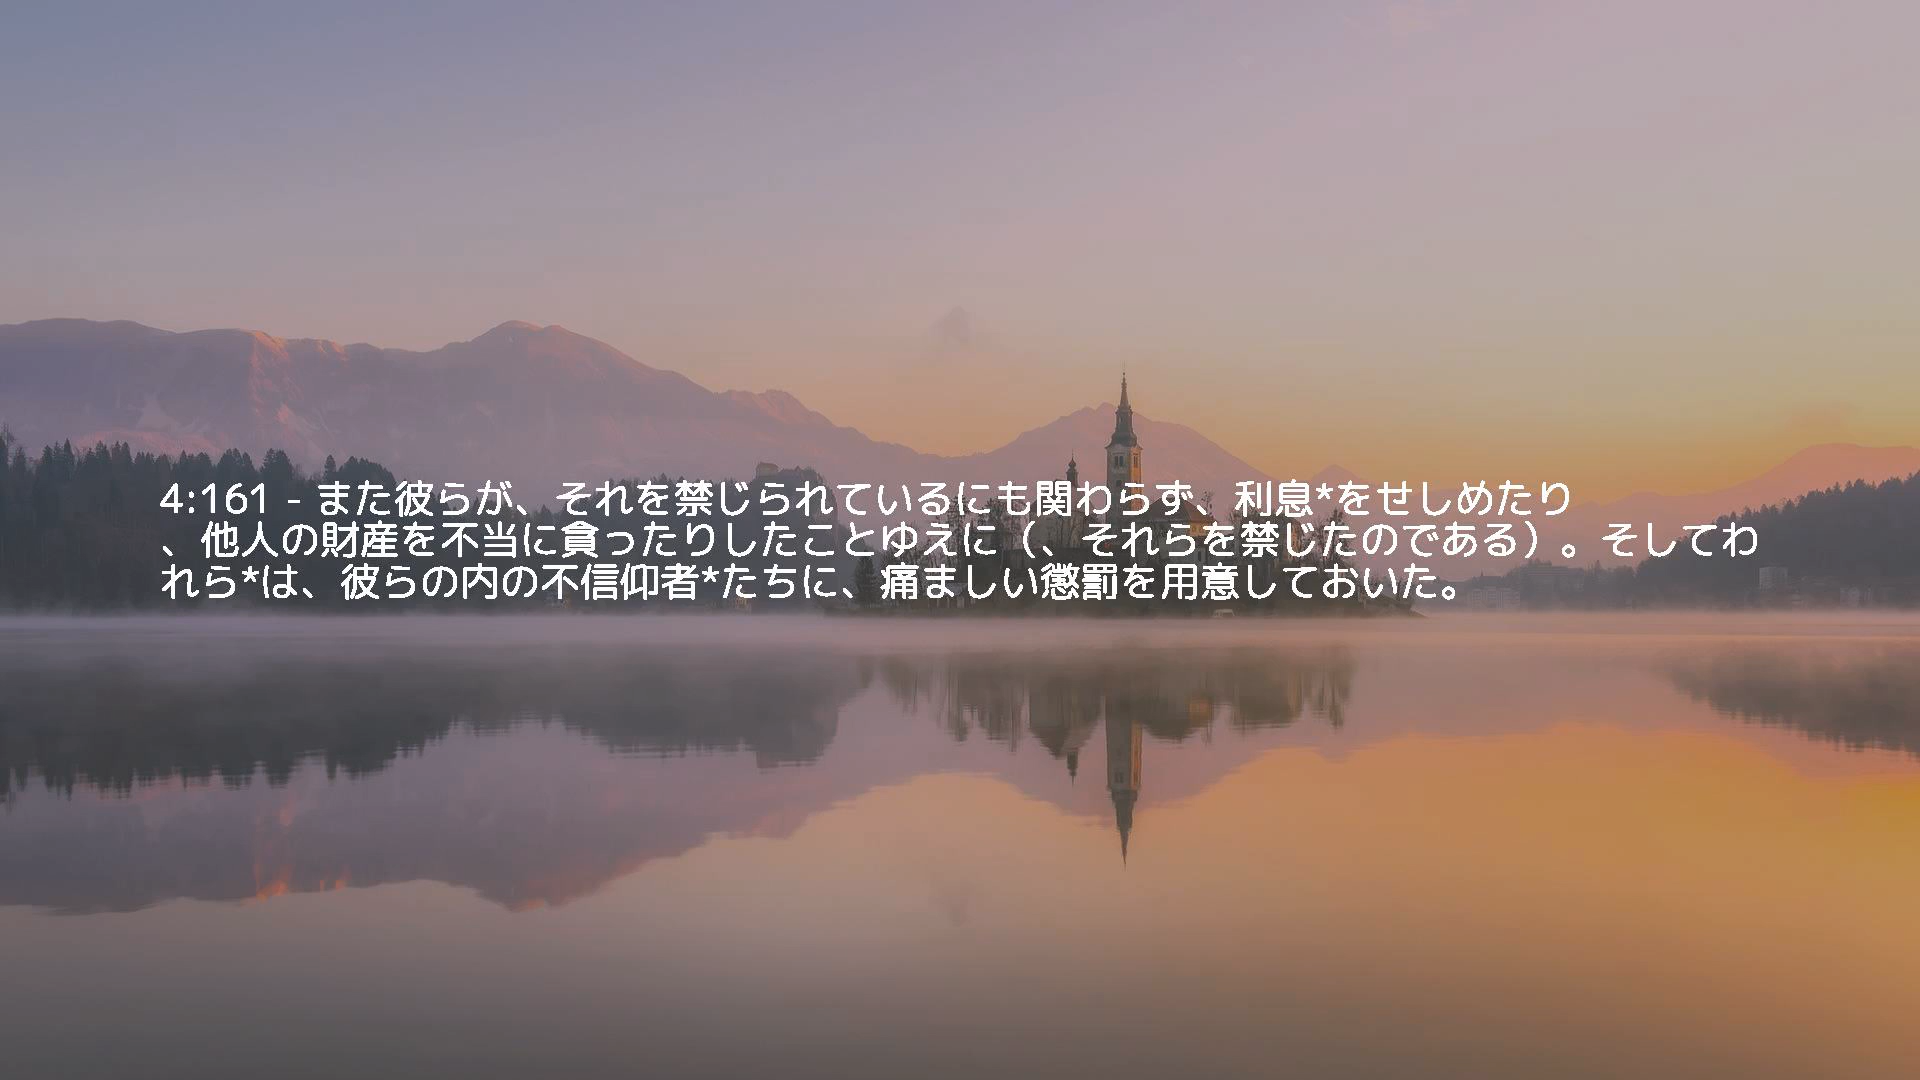 4:161 - また彼らが、それを禁じられているにも関わらず、利息*をせしめたり
、他人の財産を不当に貪ったりしたことゆえに（、それらを禁じたのである）。そしてわ
れら*は、彼らの内の不信仰者*たちに、痛ましい懲罰を用意しておいた。